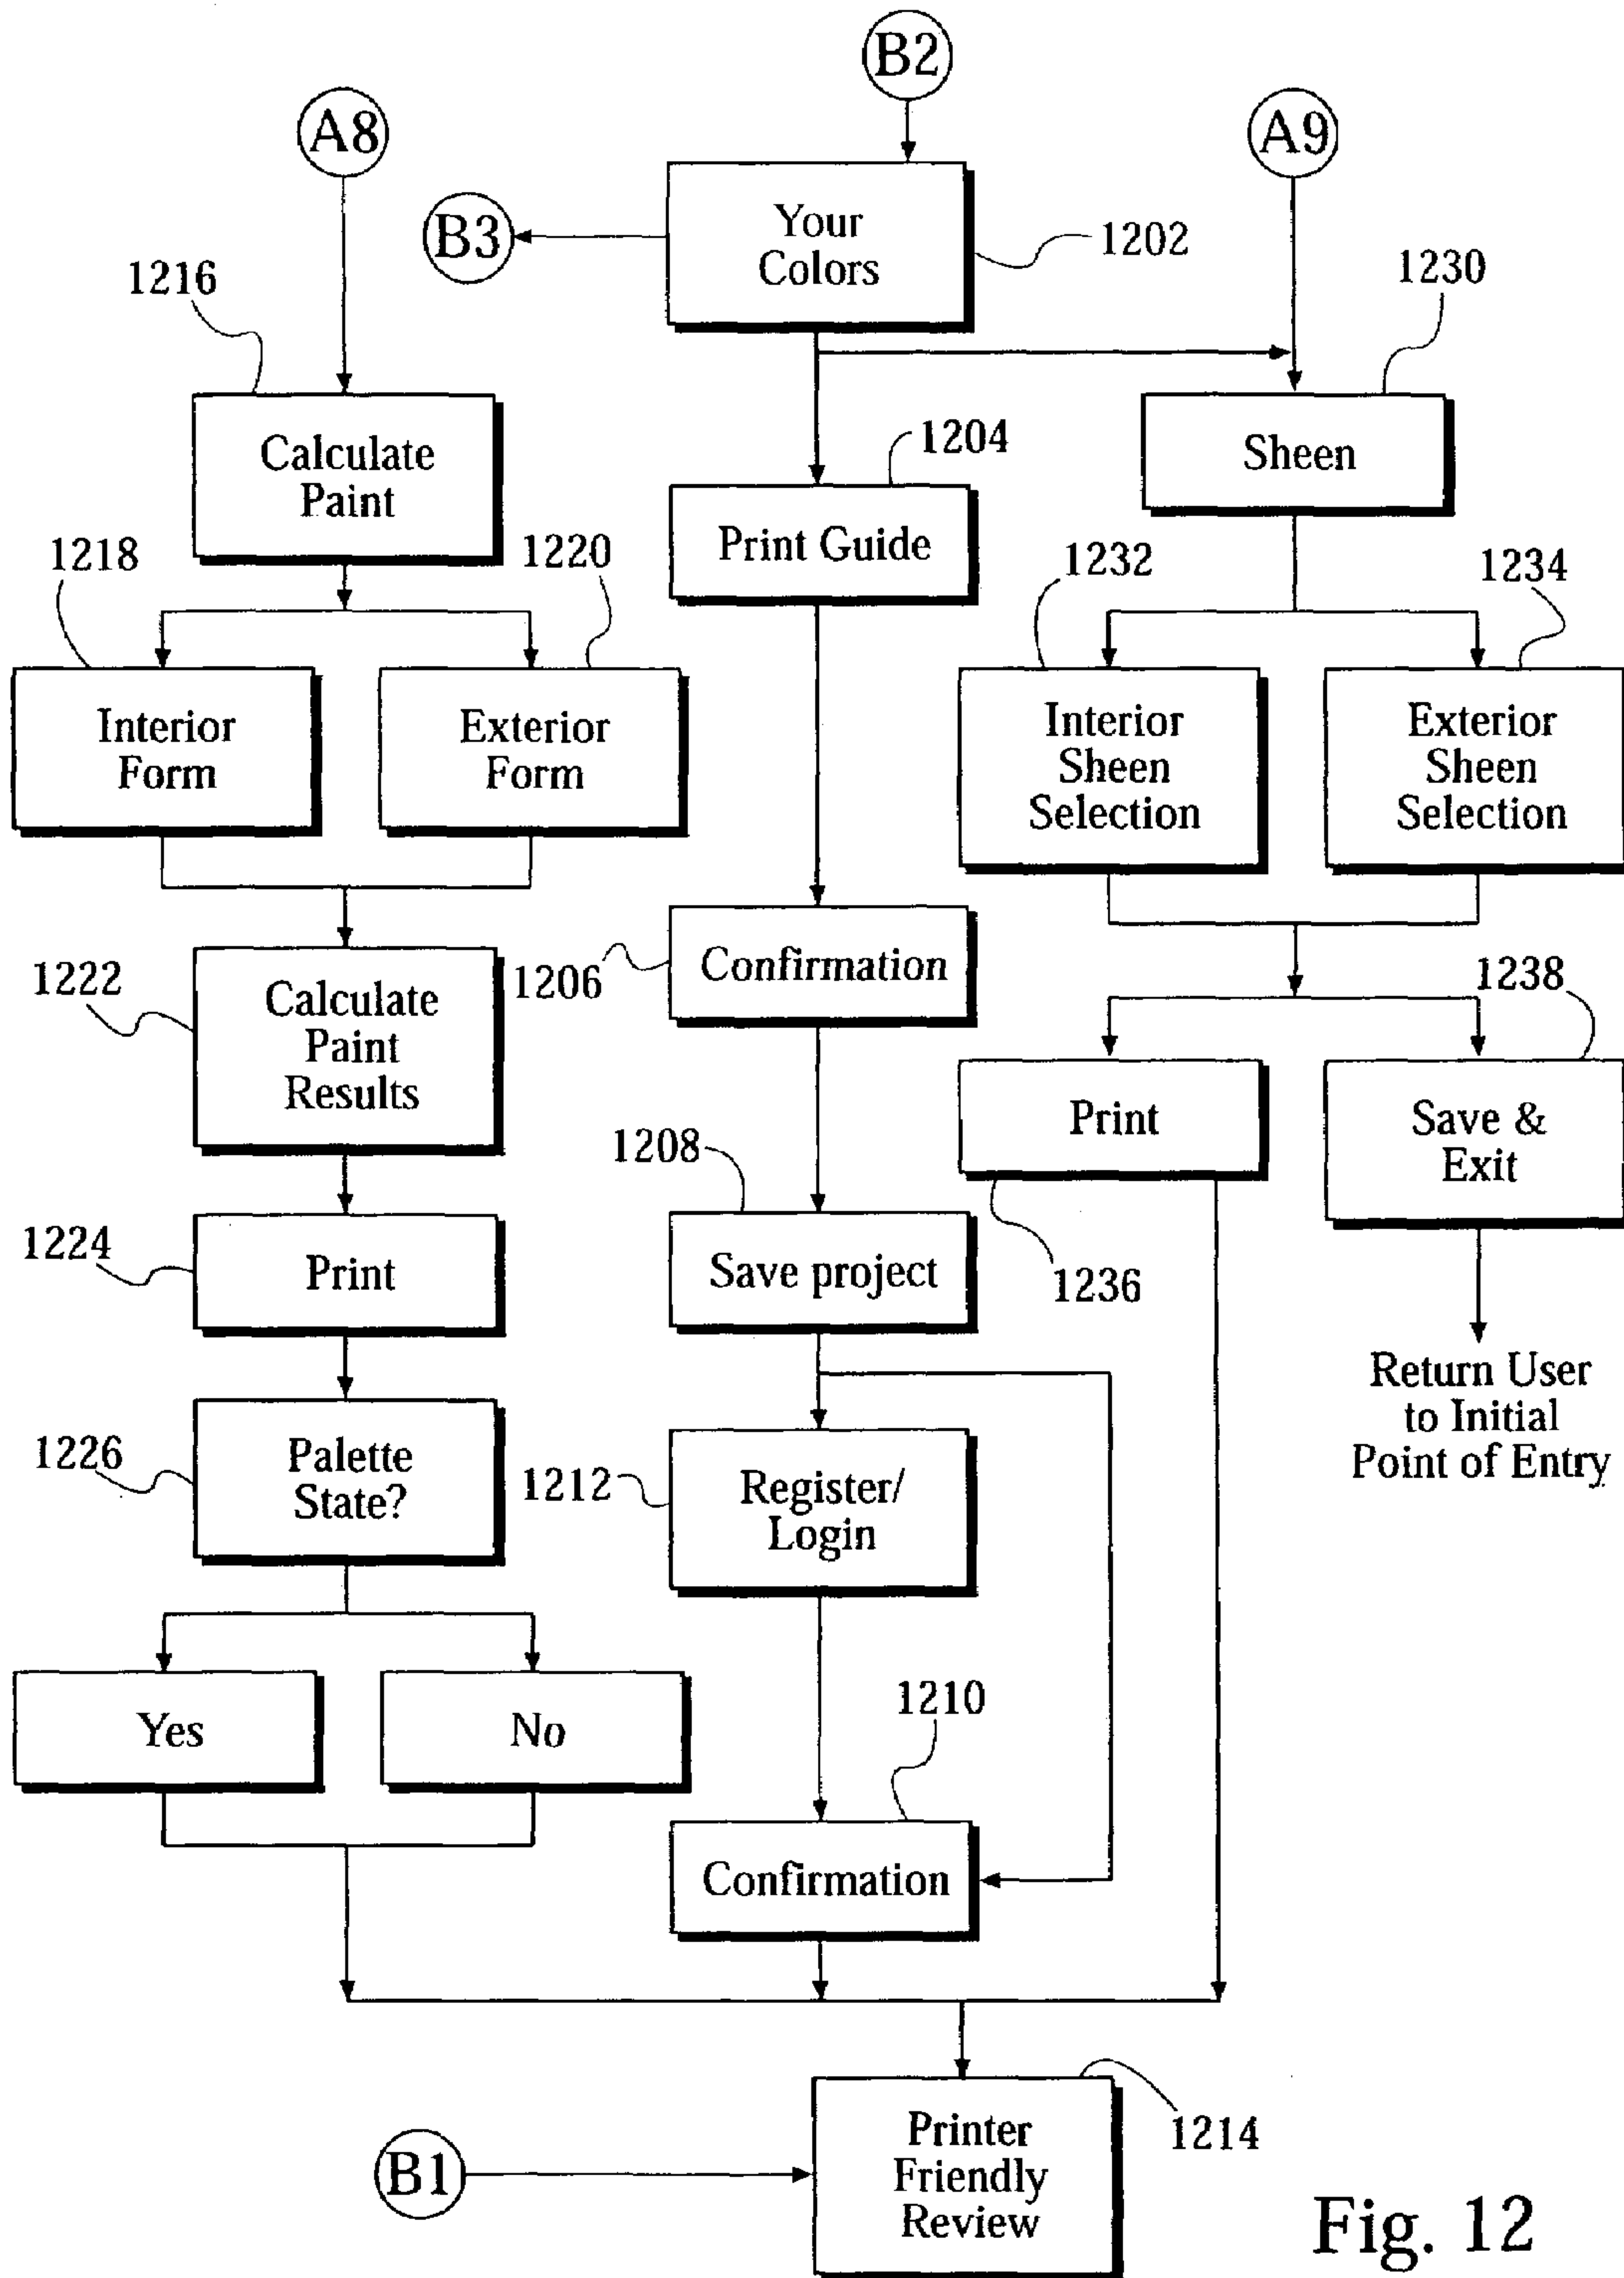 B2
A8
A9
B3
Your
Colors
1202
1216
1230
Calculate
Paint
1204
Sheen
Print Guide
1218
1220
1232
1234
Interior
Form
Exterior
Form
Interior
Sheen
Selection
Exterior
Sheen
Selection
1222
Calculate
Paint
Results
1206
Confirmation
1238
Print
Save &
Exit
1208
1224
Print
Save project
1236
Return User
to Initial
Point of Entry
1226
Palette
State?
1212
Register/
Login
Yes
No
1210
Confirmation
B1
Printer
Friendly
Review
1214
Fig. 12